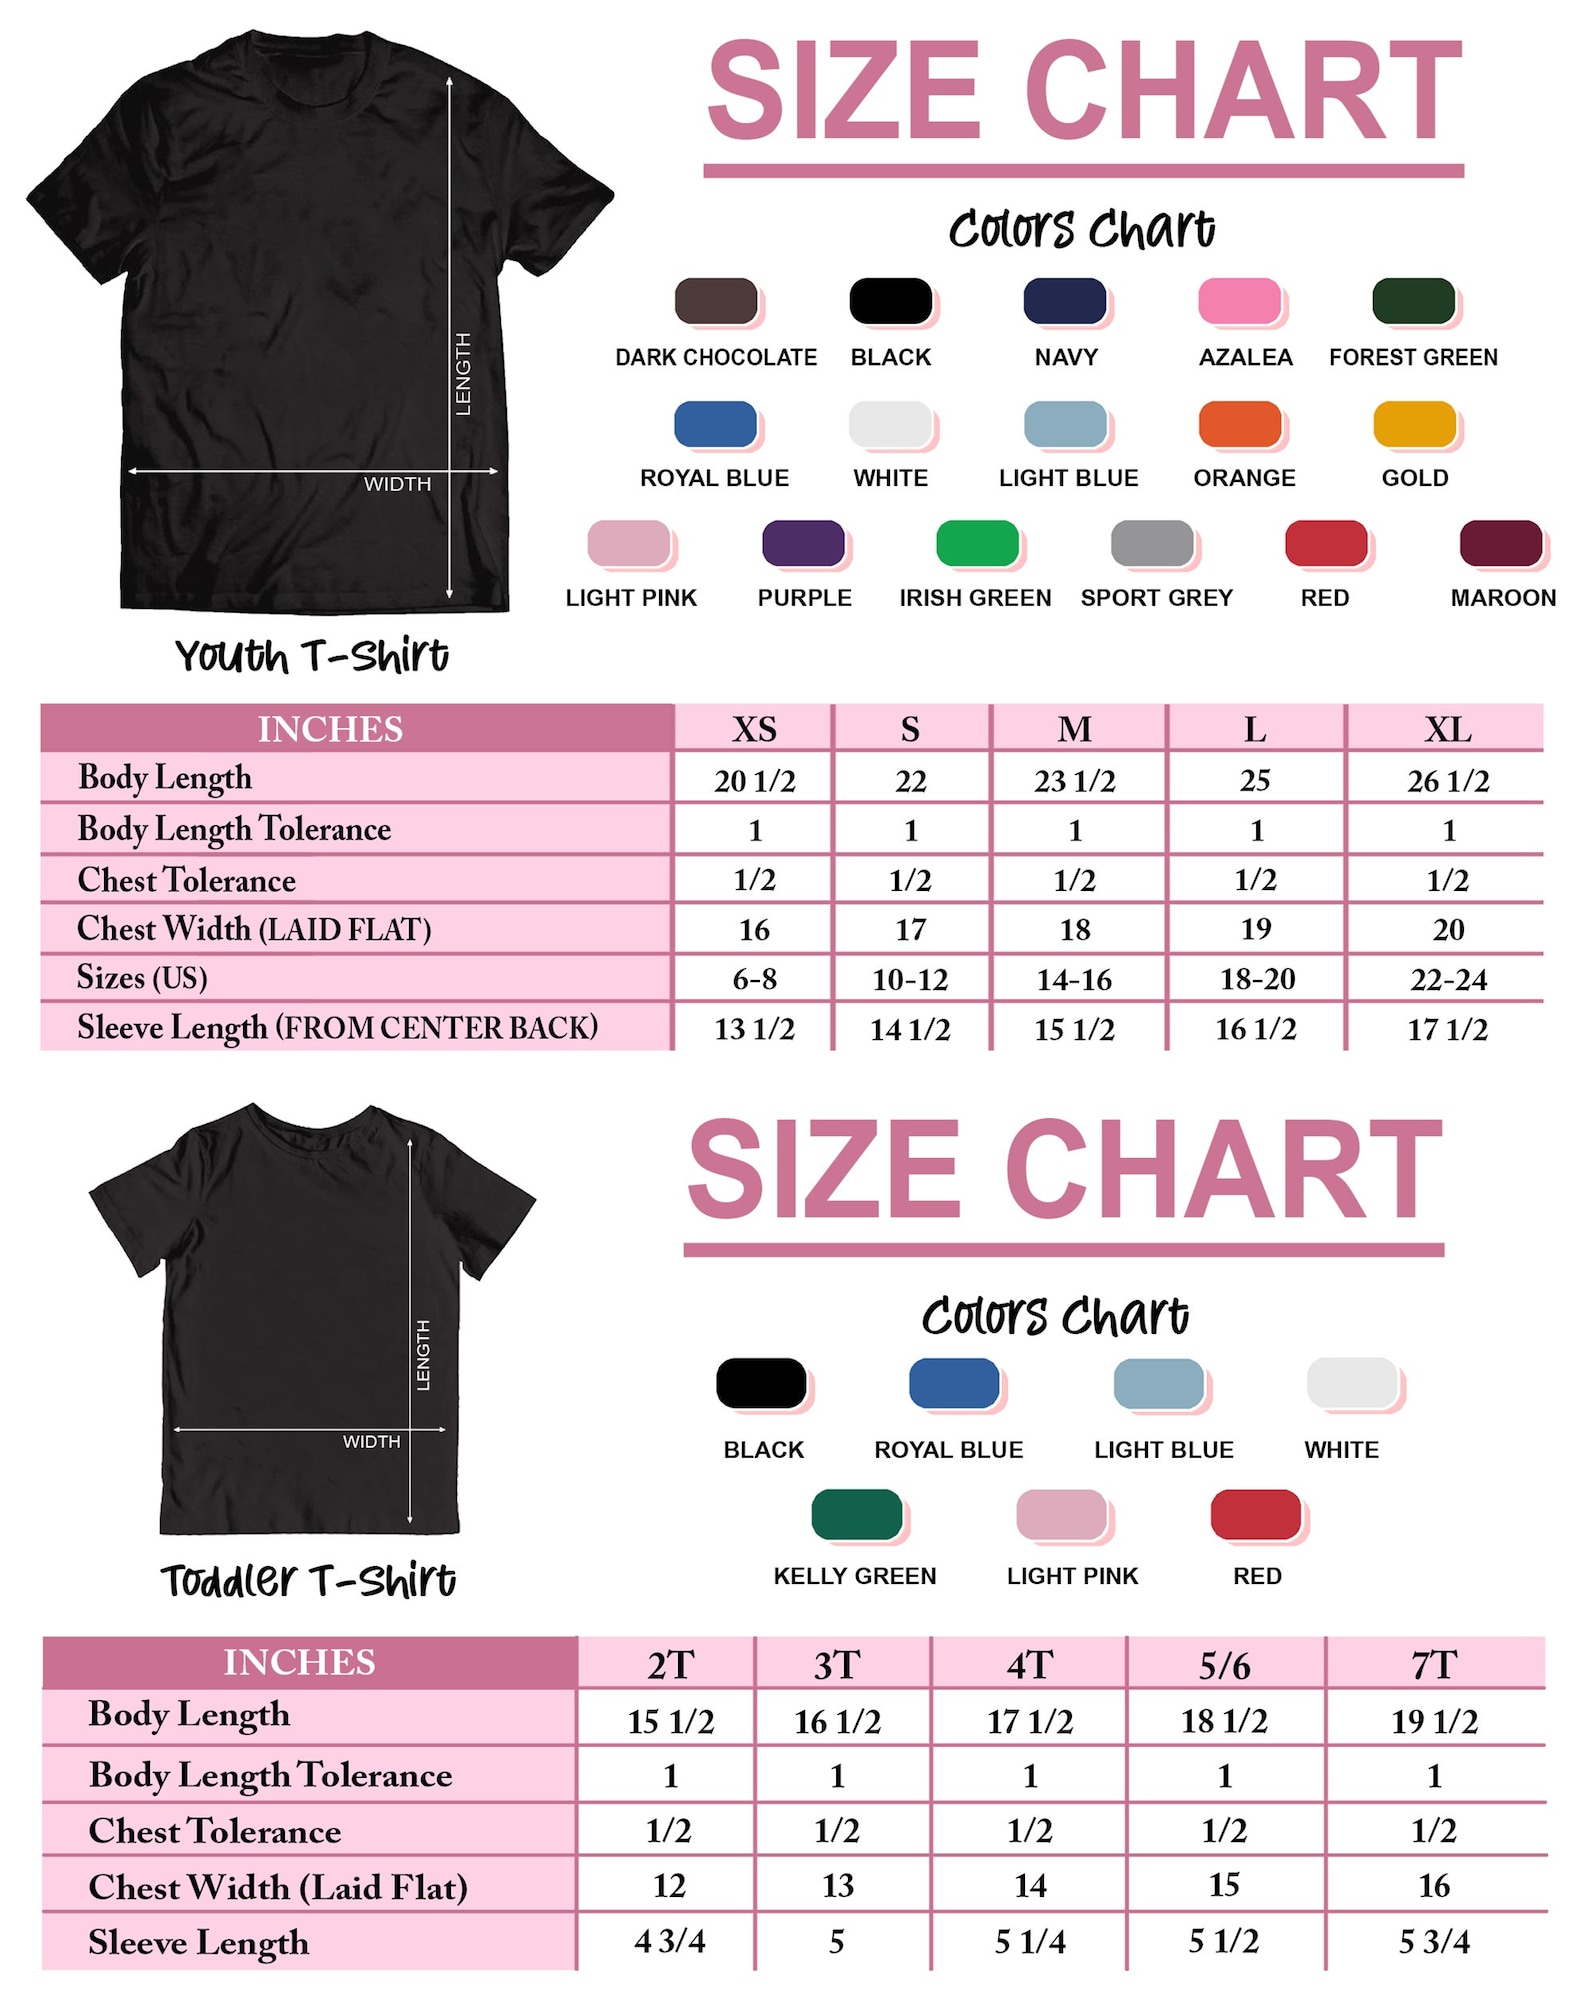 SIZE CHART
Colors Chart
DARK CHOCOLATE BLACK NAVY AZALEA FOREST GREEN
ROYAL BLUE WHITE LIGHT BLUE ORANGE GOLD
LIGHT PINK PURPLE IRISH GREEN SPORT GREY RED MAROON
LENGTH
WIDTH
Youth T-Shirt
INCHES XS S M L XL
Body Length 20 1/2 22 23 1/2 25 26 1/2
Body Length Tolerance 1 1 1 1 1
Chest Tolerance 1/2 1/2 1/2 1/2 1/2
Chest Width (LAID FLAT) 16 17 18 19 20
Sizes (US) 6-8 10-12 14-16 18-20 22-24
Sleeve Length (FROM CENTER BACK) 13 1/2 14 1/2 15 1/2 16 1/2 17 1/2
SIZE CHART
Colors Chart
BLACK ROYAL BLUE LIGHT BLUE WHITE
KELLY GREEN LIGHT PINK RED
LENGTH
WIDTH
Toddler T-Shirt
INCHES 2T 3T 4T 5/6 7T
Body Length 15 1/2 16 1/2 17 1/2 18 1/2 19 1/2
Body Length Tolerance 1 1 1 1 1
Chest Tolerance 1/2 1/2 1/2 1/2 1/2
Chest Width (Laid Flat) 12 13 14 15 16
Sleeve Length 4 3/4 5 5 1/4 5 1/2 5 3/4